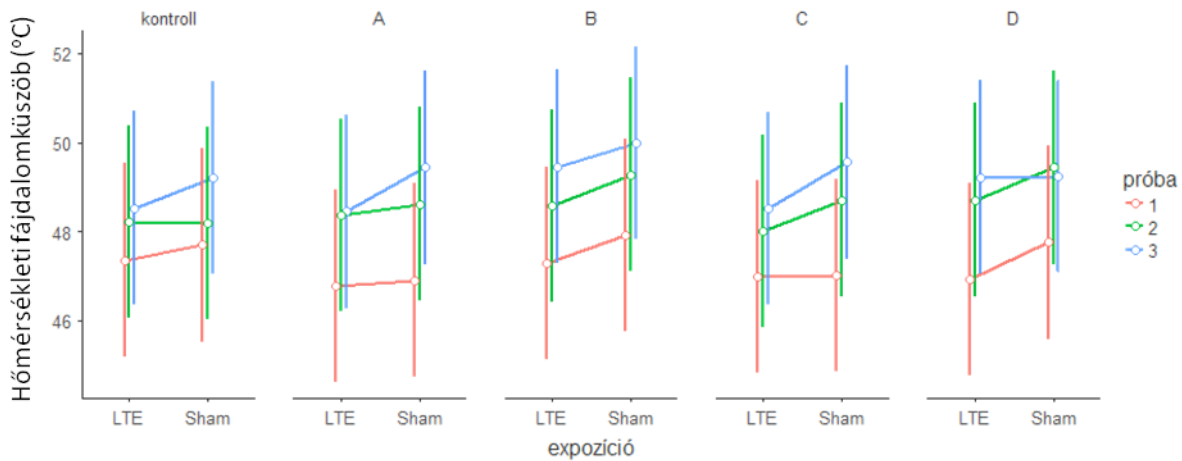 kontroll A B C D
Hőmérsékleti fájdalomküszöb (°C)
52
50
48
46
LTE Sham LTE Sham LTE Sham LTE Sham LTE Sham
expozíció
próba
1
2
3